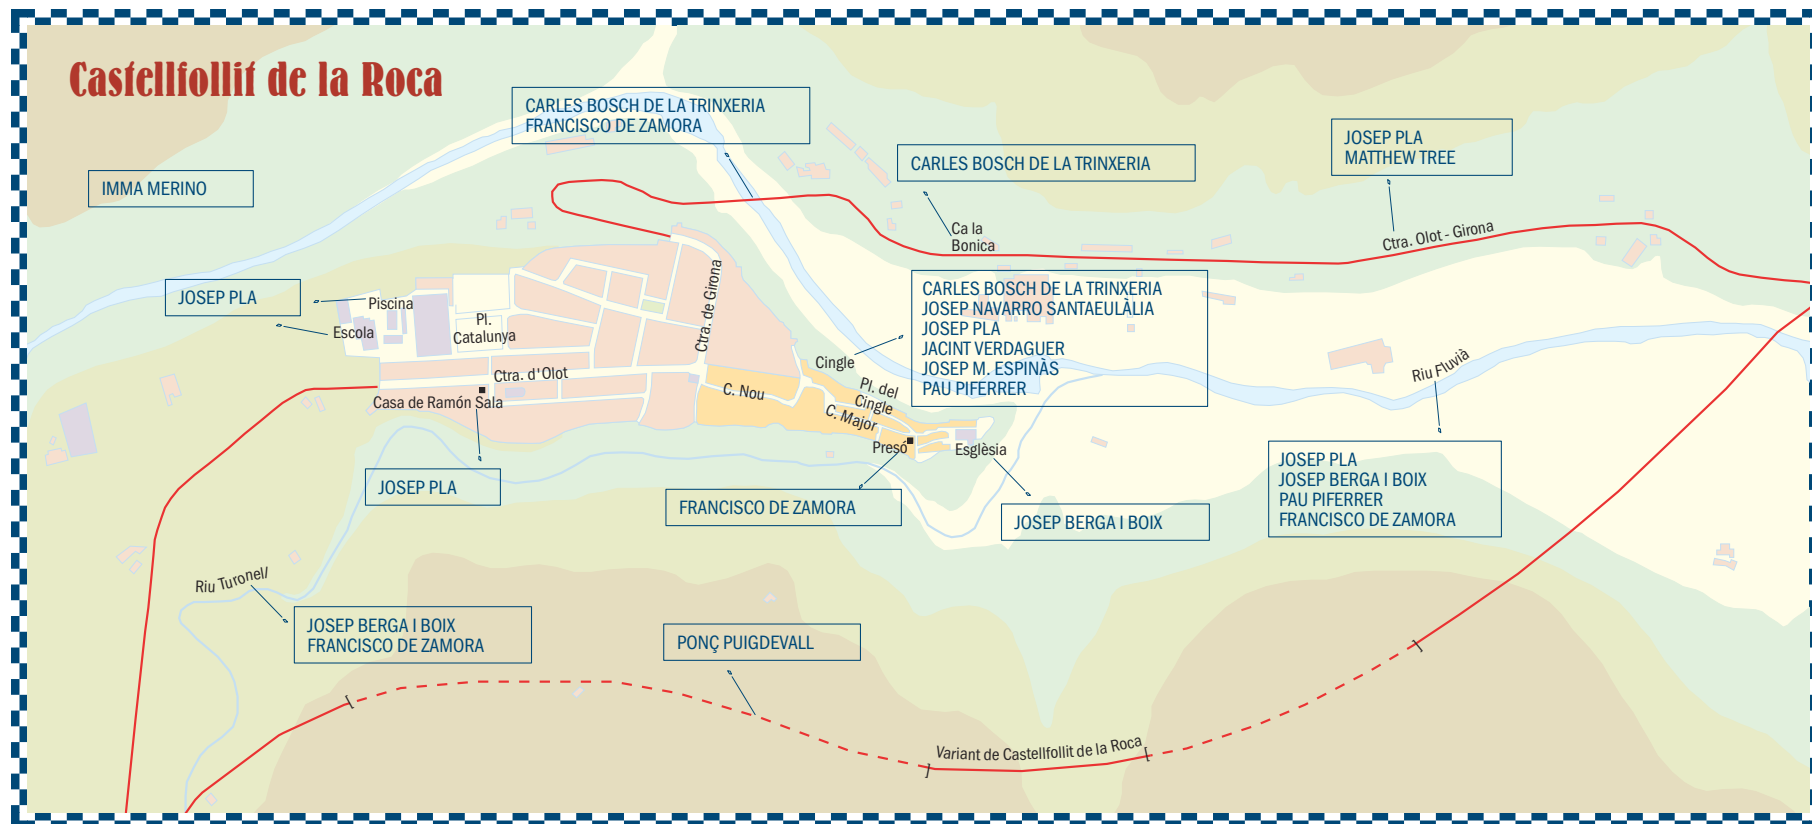 Castellfollit de la Roca
CARLES BOSCH DE LA TRINXERIA
FRANCISCO DE ZAMORA
IMMA MERINO
CARLES BOSCH DE LA TRINXERIA
JOSEP PLA
MATTHEW TREE
Ca la
Bonica
Ctra. Olot - Girona
JOSEP PLA
Piscina
Escola
Pl.
Catalunya
Ctra. de Girona
CARLES BOSCH DE LA TRINXERIA
JOSEP NAVARRO SANTAEULÀLIA
JOSEP PLA
JACINT VERDAGUER
JOSEP M. ESPINÀS
PAU PIFERRER
Cingle
Ctra. d'Olot
Casa de Ramón Sala
C. Nou
Pl. del
Cingle
C. Major
Presó
Esglèsia
Riu Fluvià
JOSEP PLA
FRANCISCO DE ZAMORA
JOSEP BERGA I BOIX
JOSEP PLA
JOSEP BERGA I BOIX
PAU PIFERRER
FRANCISCO DE ZAMORA
Riu Turonel/
JOSEP BERGA I BOIX
FRANCISCO DE ZAMORA
PONÇ PUIGDEVALL
Variant de Castellfollit de la Roca